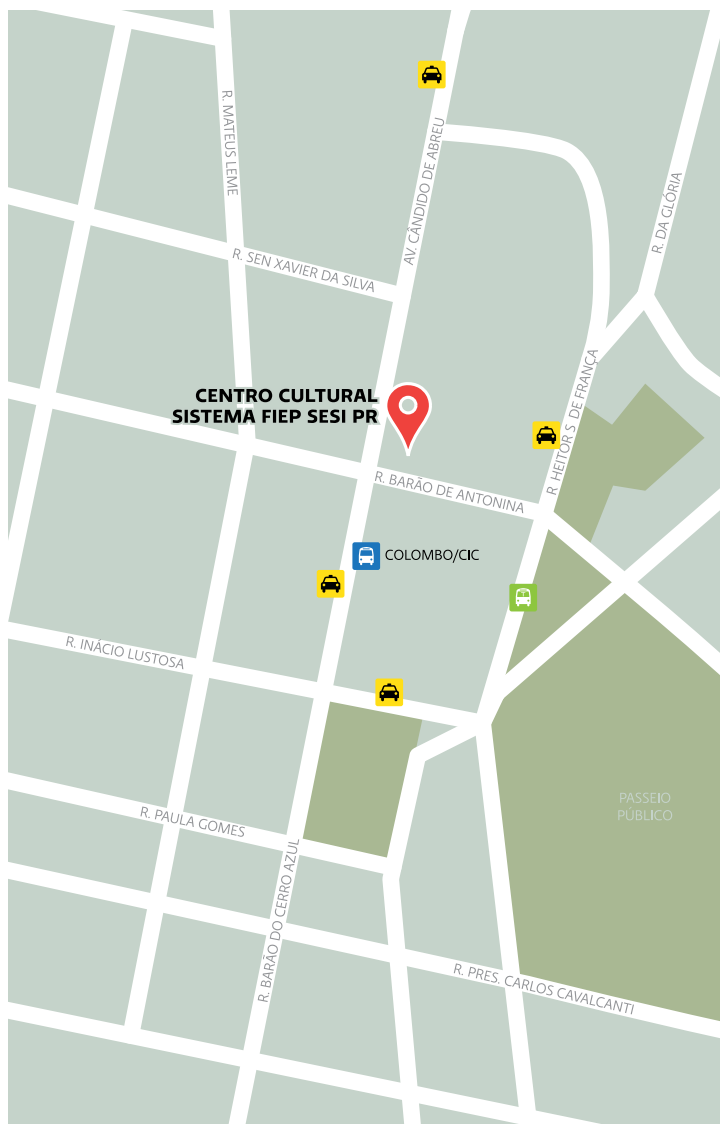 R. MATEUS LEME
AV. CÂNDIDO DE ABREU
R. DA GLÓRIA
R. SEN XAVIER DA SILVA
CENTRO CULTURAL
SISTEMA FIEP SESI PR
R HEITOR S. DE FRANÇA
R. BARÃO DE ANTONINA
COLOMBO/CIC
R. INÁCIO LUSTOSA
PASSEIO
PÚBLICO
R. PAULA GOMES
R. BARÃO DO CERRO AZUL
R. PRES. CARLOS CAVALCANTI